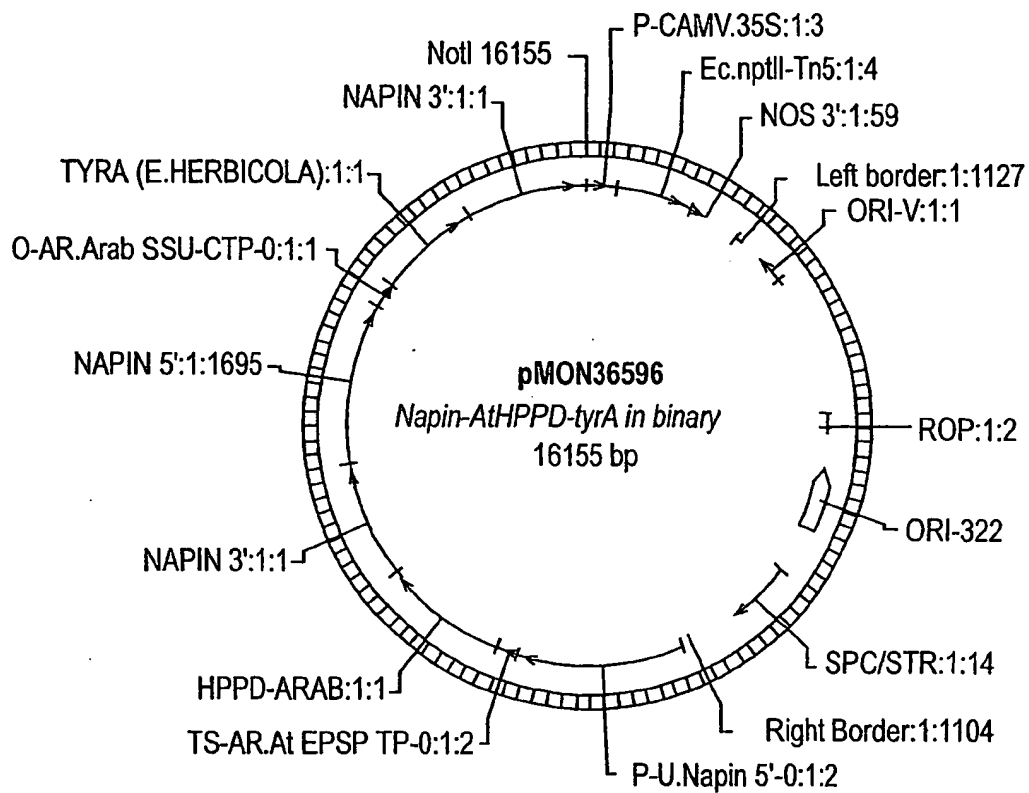 P-CAMV.35S:1:3
NotI 16155
Ec.nptII-Tn5:1:4
NAPIN 3':1:1
NOS 3':1:59
TYRA (E.HERBICOLA):1:1
Left border:1:1127
ORI-V:1:1
O-AR.Arab SSU-CTP-0:1:1
NAPIN 5':1:1695
pMON36596
Napin-AtHPPD-tyrA in binary
16155 bp
ROP:1:2
ORI-322
NAPIN 3':1:1
SPC/STR:1:14
HPPD-ARAB:1:1
Right Border:1:1104
TS-AR.At EPSP TP-0:1:2
P-U.Napin 5'-0:1:2